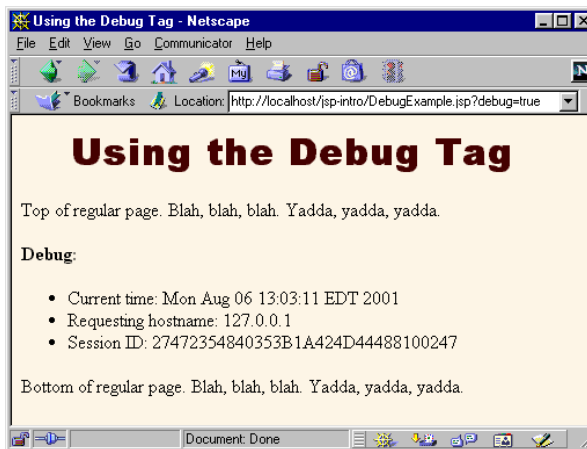 Using the Debug Tag - Netscape
File Edit View Go Communicator Help
My
N
Bookmarks Location: http://localhost/jsp-intro/DebugExample.jsp?debug=true
Using the Debug Tag
Top of regular page. Blah, blah, blah. Yadda, yadda, yadda.
Debug:
• Current time: Mon Aug 06 13:03:11 EDT 2001
• Requesting hostname: 127.0.0.1
• Session ID: 27472354840353B1A424D44488100247
Bottom of regular page. Blah, blah, blah. Yadda, yadda, yadda.
Document: Done